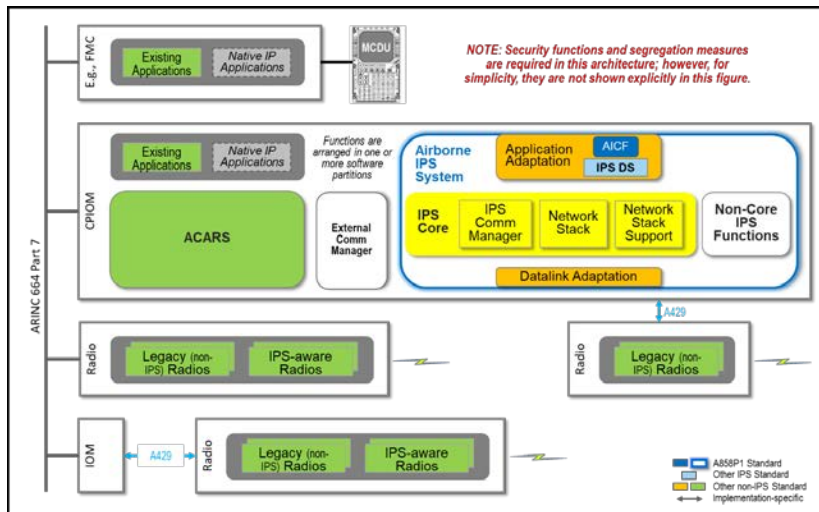 E.g., FMC
Existing
Applications
Native IP
Applications
MCDU
NOTE: Security functions and segregation measures
are required in this architecture; however, for
simplicity, they are not shown explicitly in this figure.
ARINC 664 Part 7
CPIOM
Existing
Applications
Native IP
Applications
Functions are
arranged in one or
more software
partitions
ACARS
External
Comm
Manager
Airborne
IPS
System
Application
Adaptation
AICF
IPS DS
IPS
Core
IPS
Comm
Manager
Network
Stack
Network
Stack
Support
Non-Core
IPS
Functions
Datalink Adaptation
A429
Radio
Legacy (non-
IPS) Radios
IPS-aware
Radios
Radio
Legacy (non-
IPS) Radios
IOM
A429
Radio
Legacy (non-
IPS) Radios
IPS-aware
Radios
A858P1 Standard
Other IPS Standard
Other non-IPS Standard
Implementation-specific